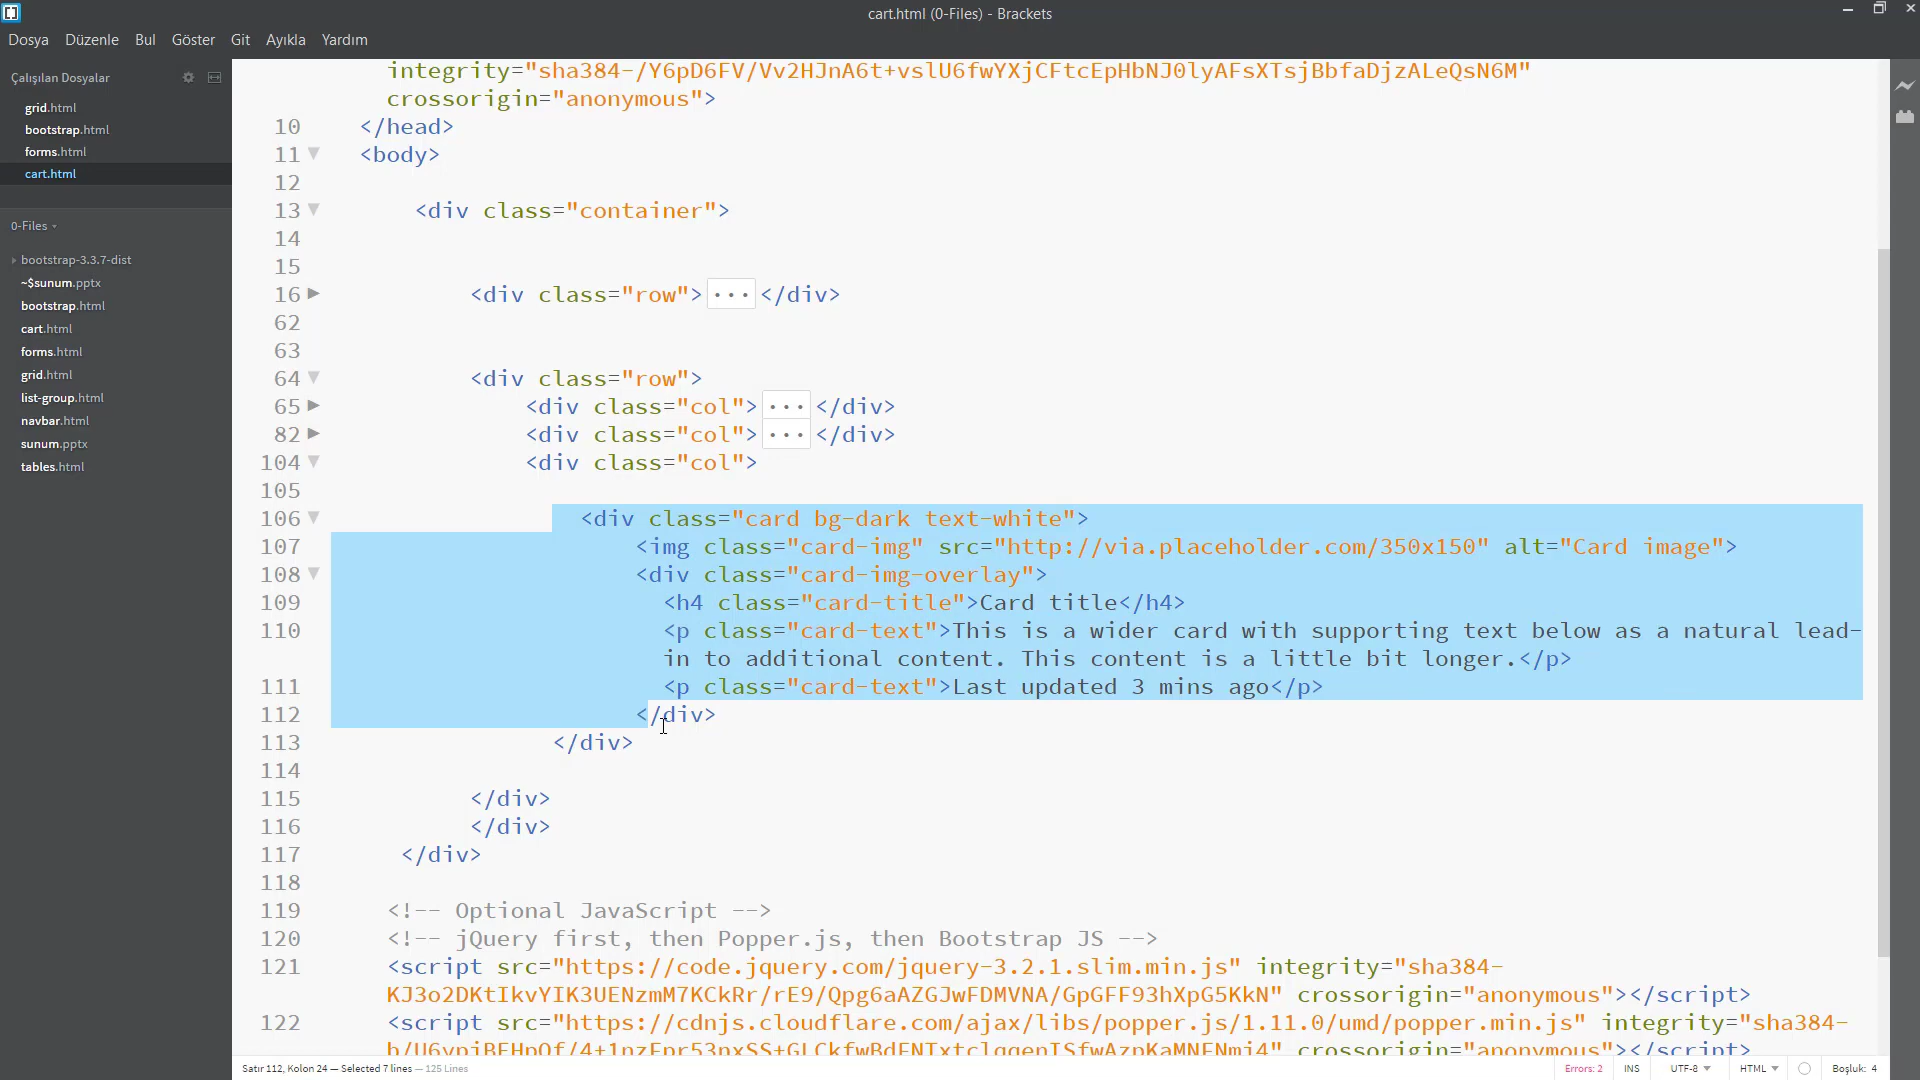 cart.html (0-Files) - Brackets
Dosya Düzenle Bul Göster Git Ayıkla Yardım
Çalışılan Dosyalar
grid.html
bootstrap.html
forms.html
cart.html
0-Files
bootstrap-3.3.7-dist
~$sunum.pptx
bootstrap.html
cart.html
forms.html
grid.html
list-group.html
navbar.html
sunum.pptx
tables.html
integrity="sha384-/Y6pD6FV/Vv2HJnA6t+vslU6fwYXjCFtcEpHbNJ0lyAFsXTsjBbfaDjzALeQsN6M"
crossorigin="anonymous">
10 </head>
11 <body>
12
13 <div class="container">
14
15
16 <div class="row">...</div>
62
63
64 <div class="row">
65 <div class="col">...</div>
82 <div class="col">...</div>
104 <div class="col">
105
106 <div class="card bg-dark text-white">
107 <img class="card-img" src="http://via.placeholder.com/350x150" alt="Card image">
108 <div class="card-img-overlay">
109 <h4 class="card-title">Card title</h4>
110 <p class="card-text">This is a wider card with supporting text below as a natural lead-
in to additional content. This content is a little bit longer.</p>
111 <p class="card-text">Last updated 3 mins ago</p>
112 </div>
113 </div>
114
115 </div>
116 </div>
117 </div>
118
119 <!-- Optional JavaScript -->
120 <!-- jQuery first, then Popper.js, then Bootstrap JS -->
121 <script src="https://code.jquery.com/jquery-3.2.1.slim.min.js" integrity="sha384-
KJ3o2DKtIkvYIK3UENzmM7KCkRr/rE9/Qpg6aAZGJwFDMVNA/GpGFF93hXpG5KkN" crossorigin="anonymous"></script>
122 <script src="https://cdnjs.cloudflare.com/ajax/libs/popper.js/1.11.0/umd/popper.min.js" integrity="sha384-
crossorigin="anonymous"></script>
Satır 112, Kolon 24 — Selected 7 lines — 125 Lines
Errors: 2 INS UTF-8 HTML Boşluk: 4